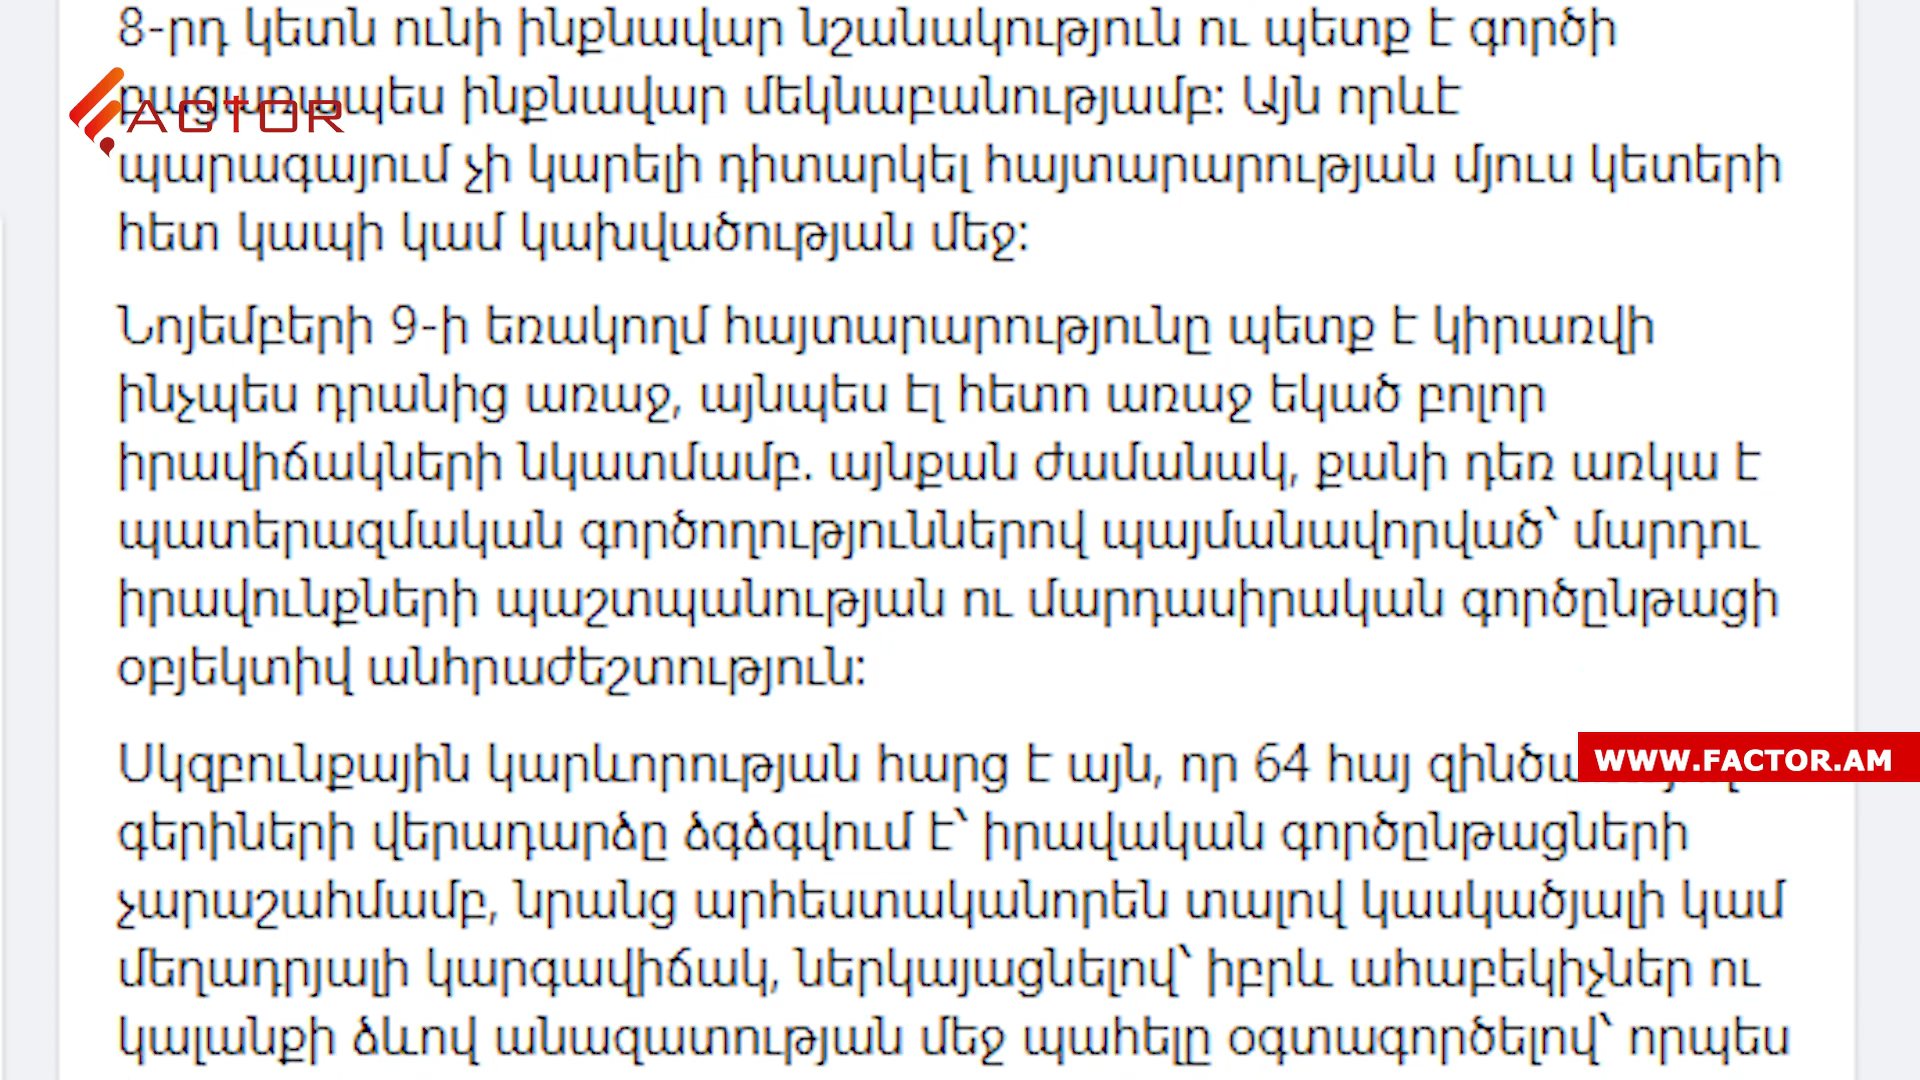 8-րդ կետն ունի ինքնավար նշանակություն ու պետք է գործի
բացառապես ինքնավար մեկնաբանությամբ: Այն որևէ
ACTOR
պարագայում չի կարելի դիտարկել հայտարարության մյուս կետերի
հետ կապի կամ կախվածության մեջ:
Նոյեմբերի 9-ի եռակողմ հայտարարությունը պետք է կիրառվի
ինչպես դրանից առաջ, այնպես էլ հետո առաջ եկած բոլոր
իրավիճակների նկատմամբ. այնքան ժամանակ, քանի դեռ առկա է
պատերազմական գործողություններով պայմանավորված՝ մարդու
իրավունքների պաշտպանության ու մարդասիրական գործընթացի
օբյեկտիվ անհրաժեշտություն:
Սկզբունքային կարևորության հարց է այն, որ 64 հայ
WWW.FACTOR.AM
գերիների վերադարձը ձգձգվում է՝ իրավական գործընթացների
չարաշահմամբ, նրանց արհեստականորեն տալով կասկածյալի կամ
մեղադրյալի կարգավիճակ, ներկայացնելով՝ իբրև ահաբեկիչներ ու
կալանքի ձևով անազատության մեջ պահելը օգտագործելով՝ որպես